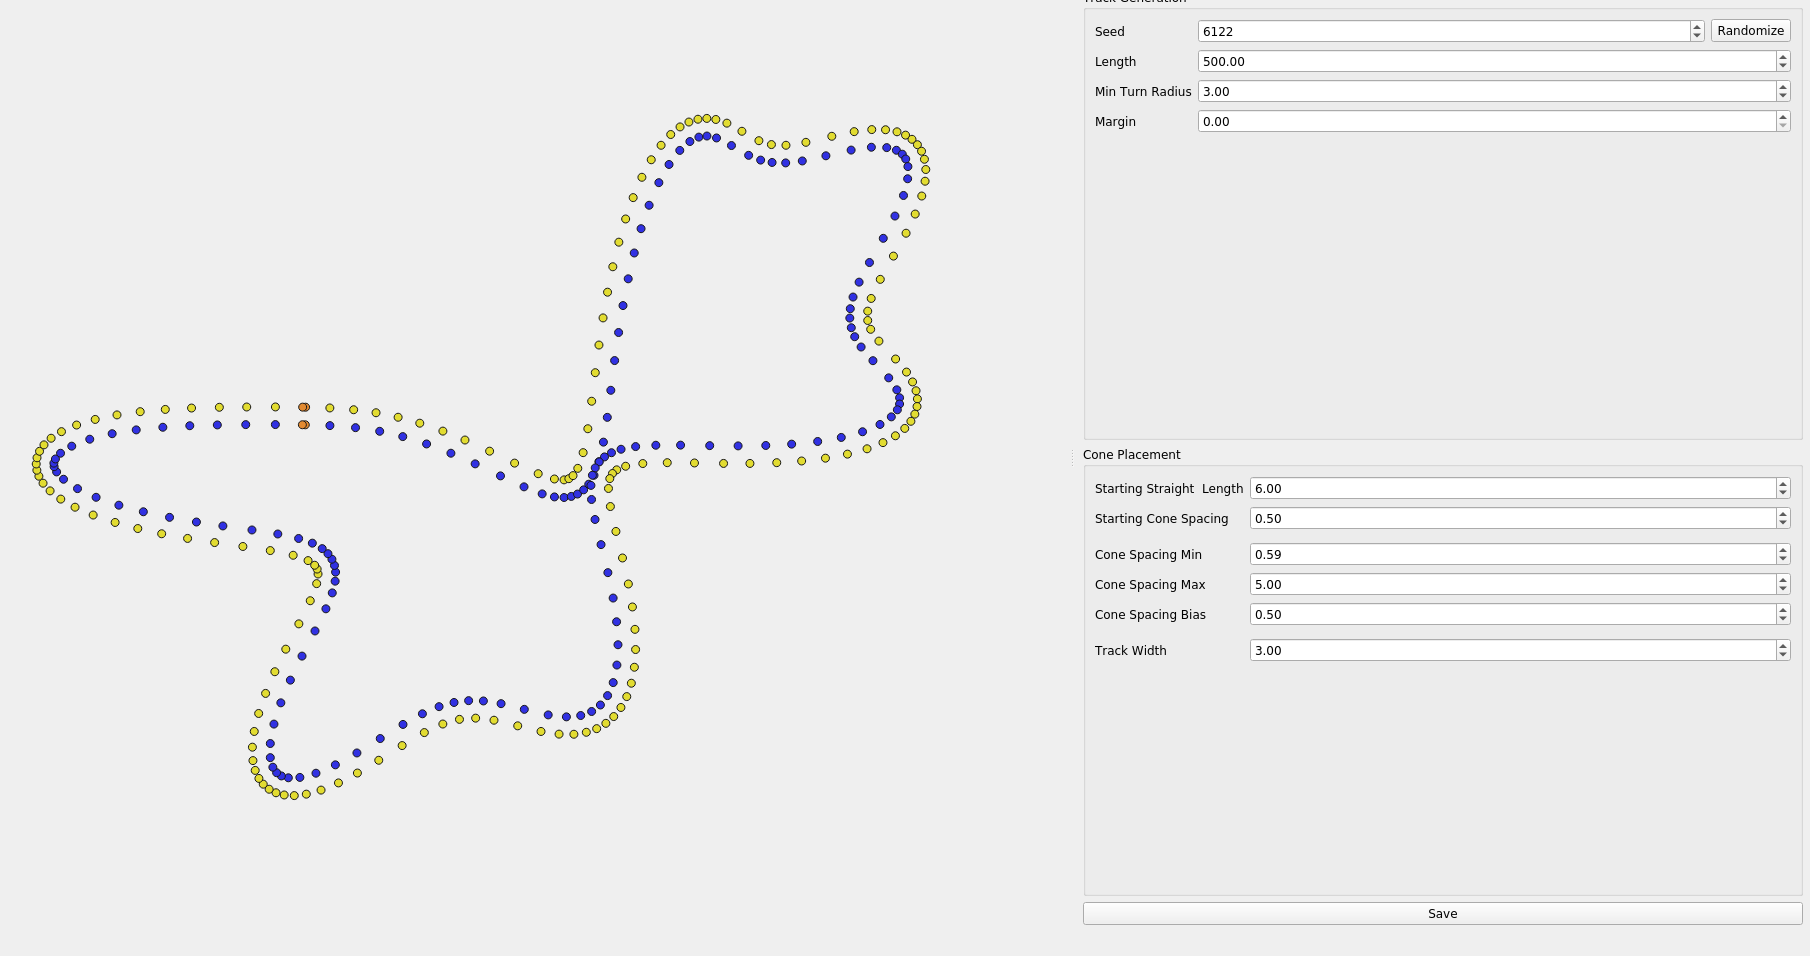 Track Generation
Seed 6122 Randomize
Length 500.00
Min Turn Radius 3.00
Margin 0.00
Cone Placement
Starting Straight Length 6.00
Starting Cone Spacing 0.50
Cone Spacing Min 0.59
Cone Spacing Max 5.00
Cone Spacing Bias 0.50
Track Width 3.00
Save